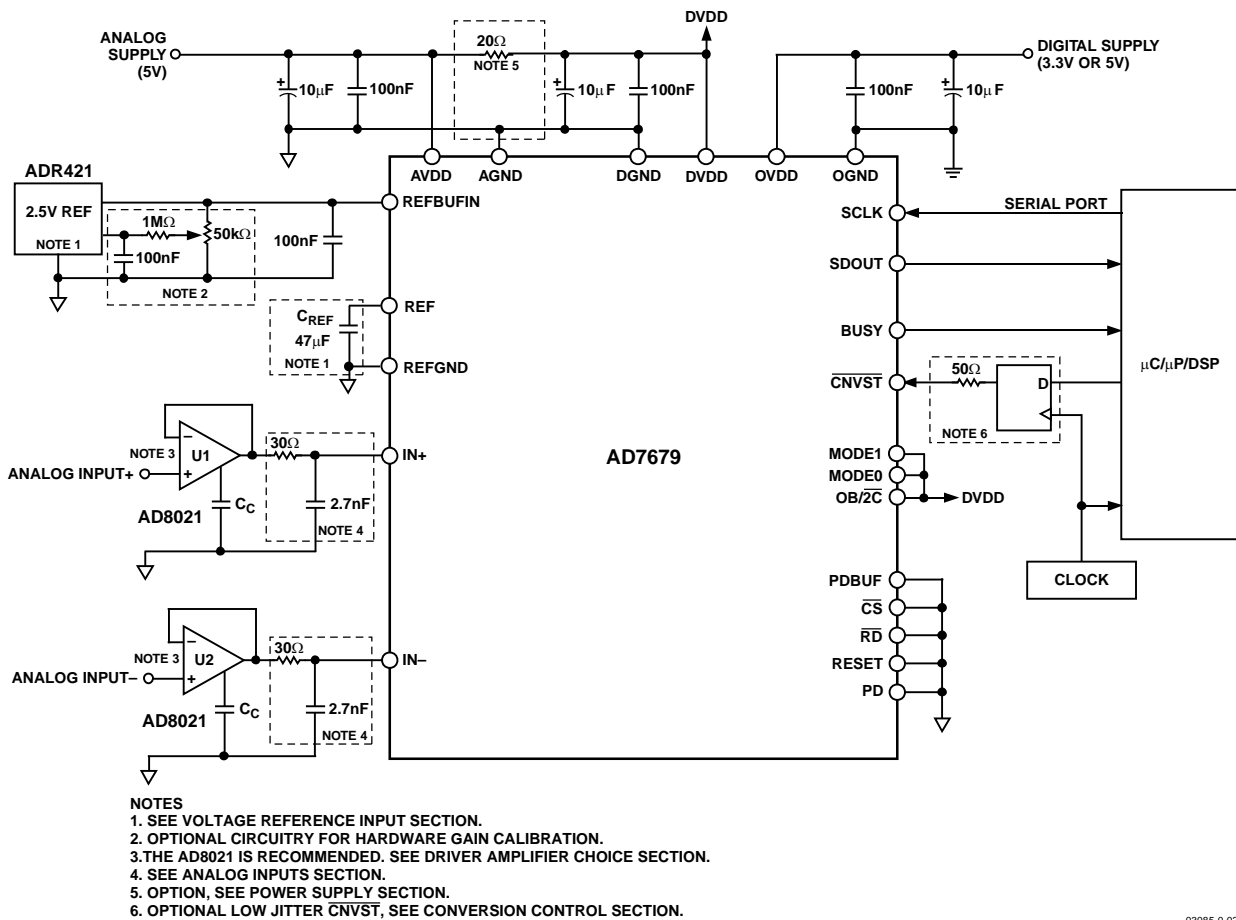 ANALOG
SUPPLY
(5V)
20Ω
NOTE 5
DVDD
DIGITAL SUPPLY
(3.3V OR 5V)
+
10μF
100nF
+
10μF
100nF
100nF
+
10μF
ADR421
2.5V REF
NOTE 1
1MΩ
50kΩ
100nF
NOTE 2
100nF
AVDD
AGND
DGND
DVDD
OVDD
OGND
REFBUFIN
CREF
47μF
NOTE 1
REF
REFGND
SCLK
SERIAL PORT
SDOUT
BUSY
CNVST
50Ω
D
NOTE 6
μC/μP/DSP
NOTE 3
–
U1
+
ANALOG INPUT+
AD8021
CC
30Ω
2.7nF
NOTE 4
IN+
AD7679
MODE1
MODE0
OB/2C
DVDD
CLOCK
PDBUF
CS
RD
RESET
PD
NOTE 3
–
U2
+
ANALOG INPUT–
AD8021
CC
30Ω
2.7nF
NOTE 4
IN–
NOTES
1. SEE VOLTAGE REFERENCE INPUT SECTION.
2. OPTIONAL CIRCUITRY FOR HARDWARE GAIN CALIBRATION.
3.THE AD8021 IS RECOMMENDED. SEE DRIVER AMPLIFIER CHOICE SECTION.
4. SEE ANALOG INPUTS SECTION.
5. OPTION, SEE POWER SUPPLY SECTION.
6. OPTIONAL LOW JITTER CNVST, SEE CONVERSION CONTROL SECTION.